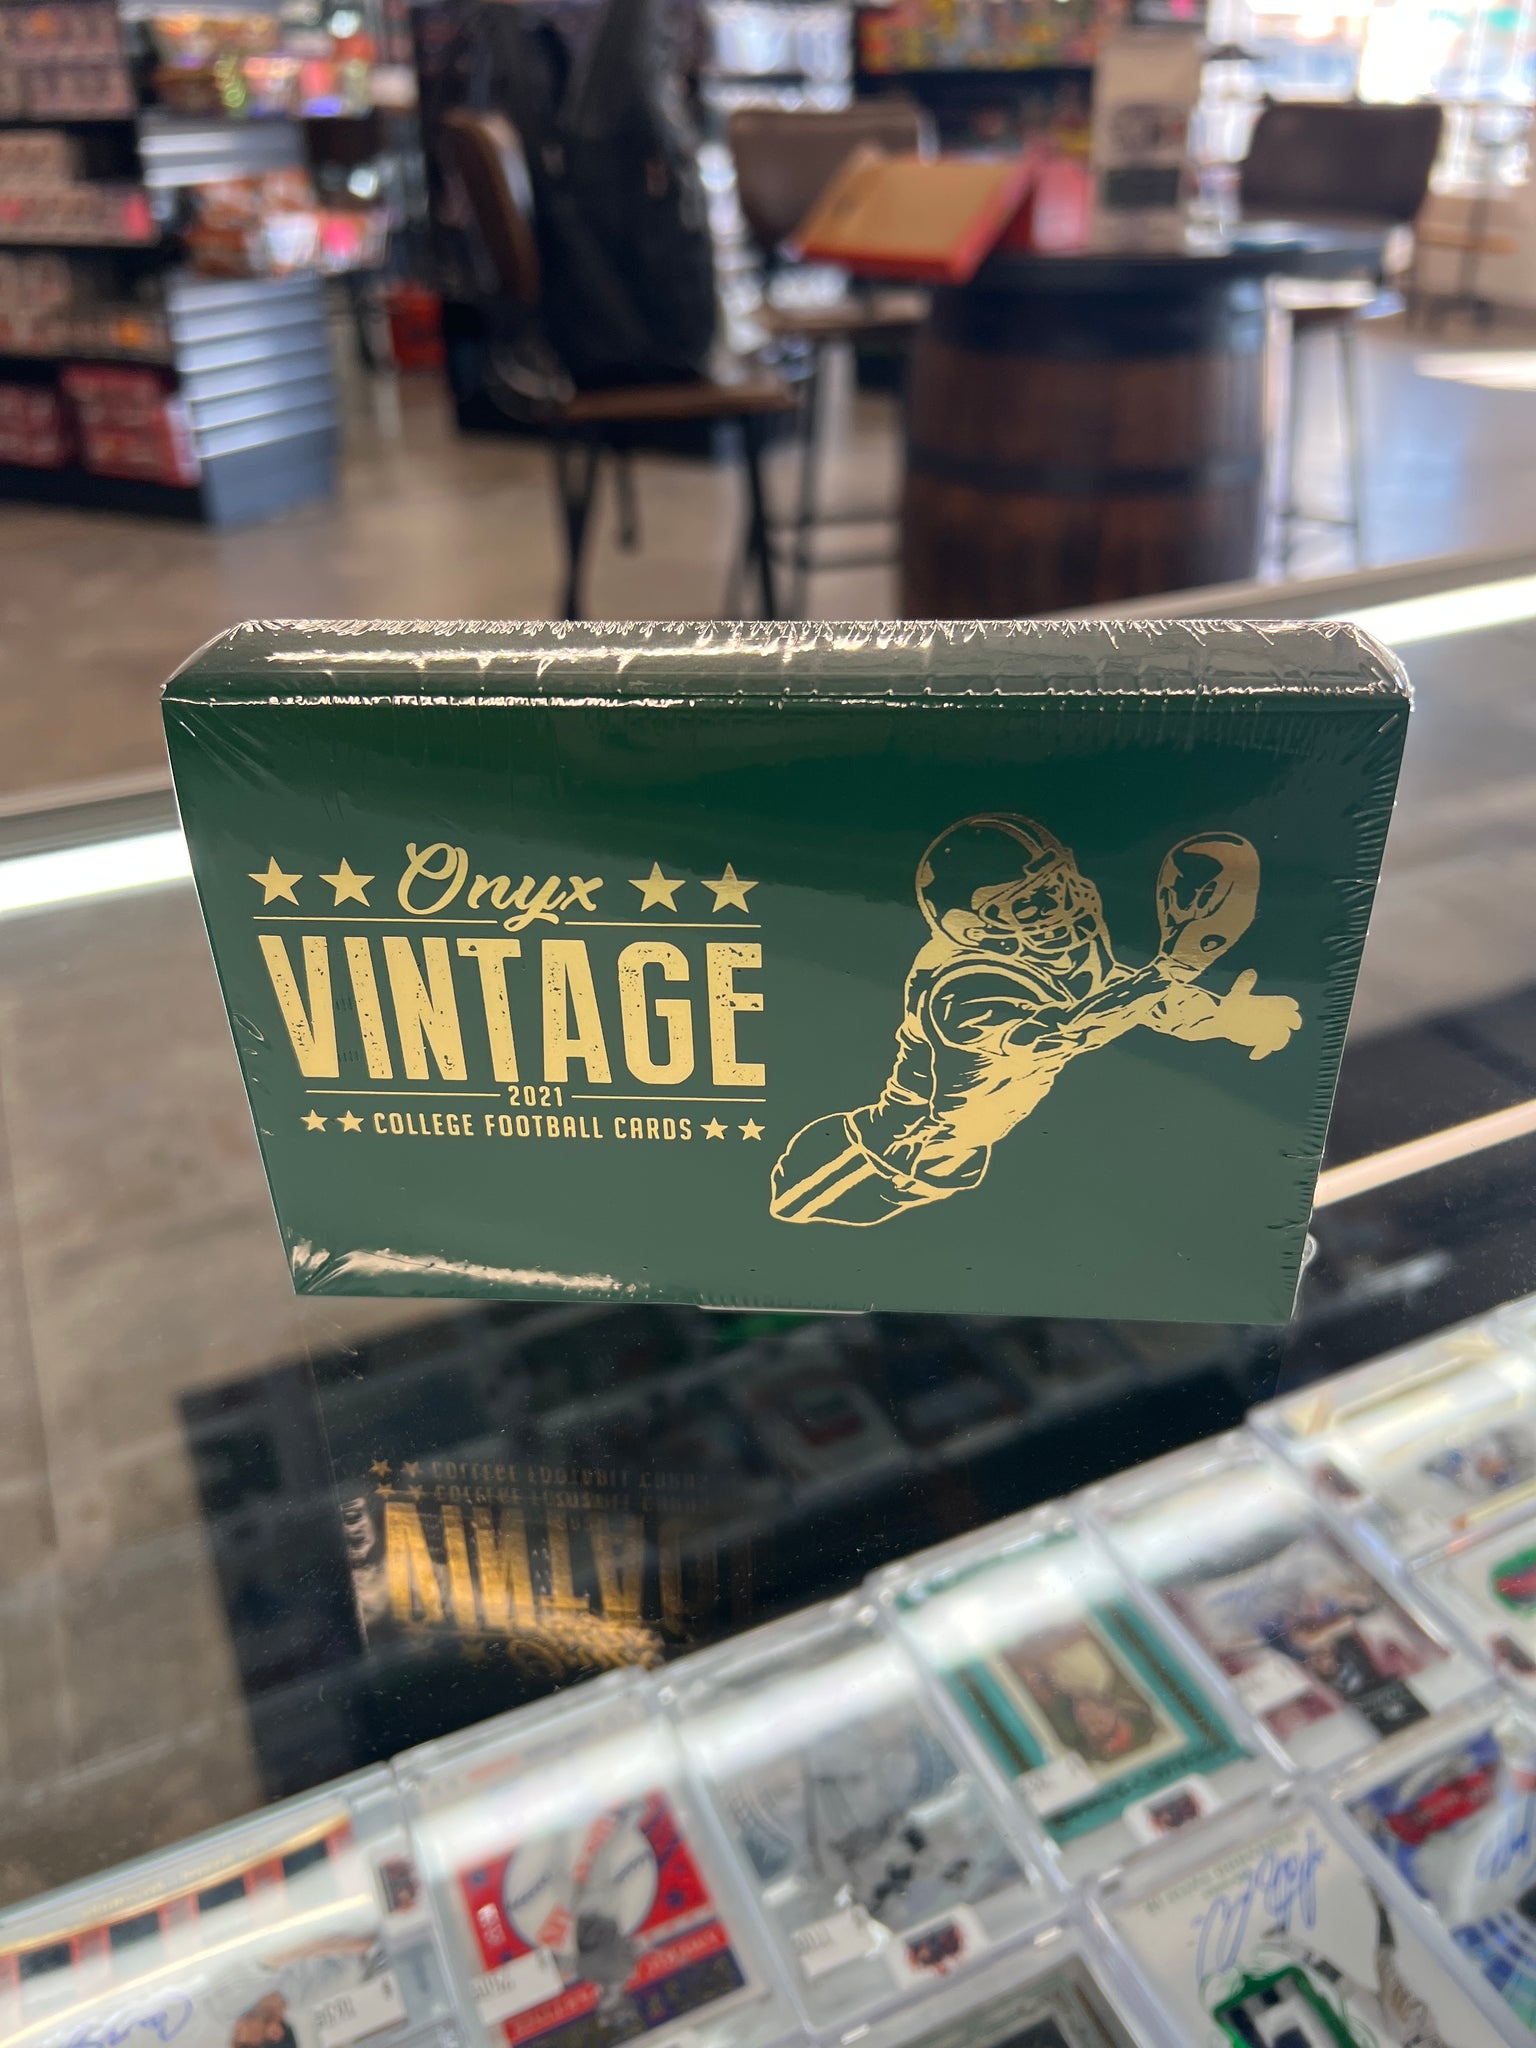 Onyx
VINTAGE
2021
COLLEGE FOOTBALL CARDS